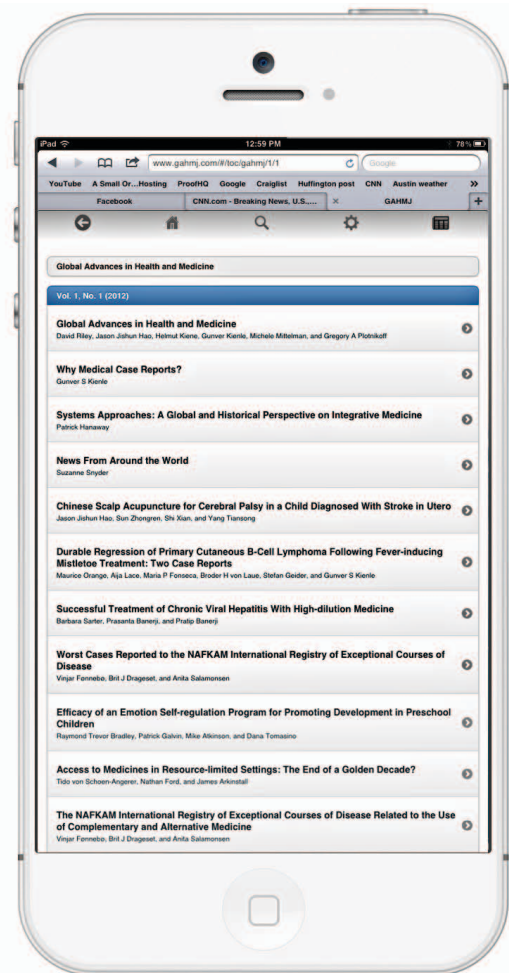 iPad 12:59 PM 78%
www.gahmj.com/#/toc/gahmj/1/1 Google
YouTube A Small Or...Hosting ProofHQ Google Craiglist Huffington post CNN Austin weather »
Facebook CNN.com - Breaking News, U.S.,... × GAHMJ +
Global Advances in Health and Medicine
Vol. 1, No. 1 (2012)
Global Advances in Health and Medicine
David Riley, Jason Jishun Hao, Helmut Kiene, Gunver Kienle, Michele Mittelman, and Gregory A Plotnikoff
Why Medical Case Reports?
Gunver S Kienle
Systems Approaches: A Global and Historical Perspective on Integrative Medicine
Patrick Hanaway
News From Around the World
Suzanne Snyder
Chinese Scalp Acupuncture for Cerebral Palsy in a Child Diagnosed With Stroke in Utero
Jason Jishun Hao, Sun Zhongren, Shi Xian, and Yang Tiansong
Durable Regression of Primary Cutaneous B-Cell Lymphoma Following Fever-inducing
Mistletoe Treatment: Two Case Reports
Maurice Orange, Aija Lace, Maria P Fonseca, Broder H von Laue, Stefan Geider, and Gunver S Kienle
Successful Treatment of Chronic Viral Hepatitis With High-dilution Medicine
Barbara Sarter, Prasanta Banerji, and Pratip Banerji
Worst Cases Reported to the NAFKAM International Registry of Exceptional Courses of
Disease
Vinjar Fønnebø, Brit J Drageset, and Anita Salamonsen
Efficacy of an Emotion Self-regulation Program for Promoting Development in Preschool
Children
Raymond Trevor Bradley, Patrick Galvin, Mike Atkinson, and Dana Tomasino
Access to Medicines in Resource-limited Settings: The End of a Golden Decade?
Tido von Schoen-Angerer, Nathan Ford, and James Arkinstall
The NAFKAM International Registry of Exceptional Courses of Disease Related to the Use
of Complementary and Alternative Medicine
Vinjar Fønnebø, Brit J Drageset, and Anita Salamonsen